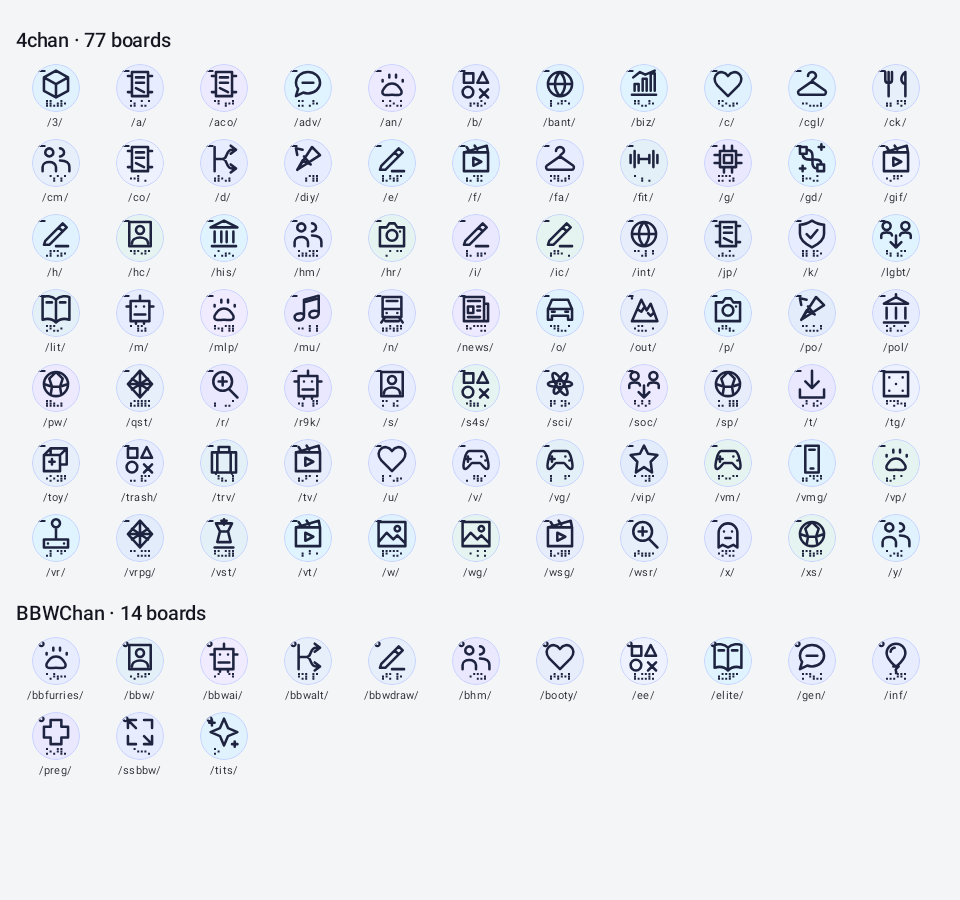 4chan · 77 boards
/3/ /a/ /aco/ /adv/ /an/ /b/ /bant/ /biz/ /c/ /cgl/ /ck/
/cm/ /co/ /d/ /diy/ /e/ /f/ /fa/ /fit/ /g/ /gd/ /gif/
/h/ /hc/ /his/ /hm/ /hr/ /i/ /ic/ /int/ /jp/ /k/ /lgbt/
/lit/ /m/ /mlp/ /mu/ /n/ /news/ /o/ /out/ /p/ /po/ /pol/
/pw/ /qst/ /r/ /r9k/ /s/ /s4s/ /sci/ /soc/ /sp/ /t/ /tg/
/toy/ /trash/ /trv/ /tv/ /u/ /v/ /vg/ /vip/ /vm/ /vmg/ /vp/
/vr/ /vrpg/ /vst/ /vt/ /w/ /wg/ /wsg/ /wsr/ /x/ /xs/ /y/
BBWChan · 14 boards
/bbfurries/ /bbw/ /bbwai/ /bbwalt/ /bbwdraw/ /bhm/ /booty/ /ee/ /elite/ /gen/ /inf/
/preg/ /ssbbw/ /tits/